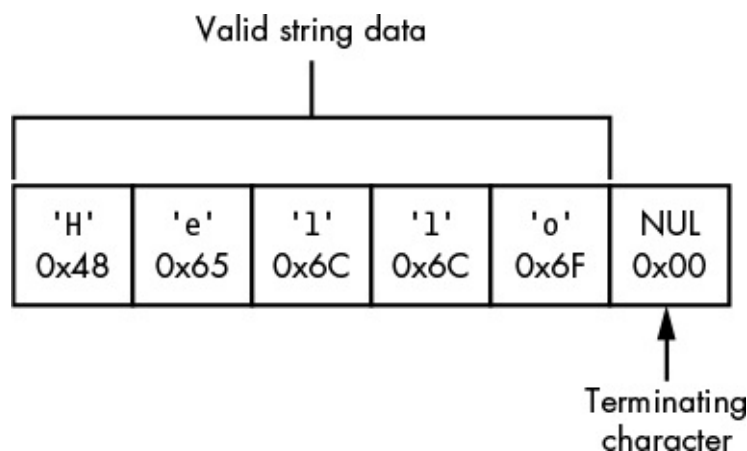 Valid string data
'H' 'e' 'l' 'l' 'o' NUL
0x48 0x65 0x6C 0x6C 0x6F 0x00
Terminating
character